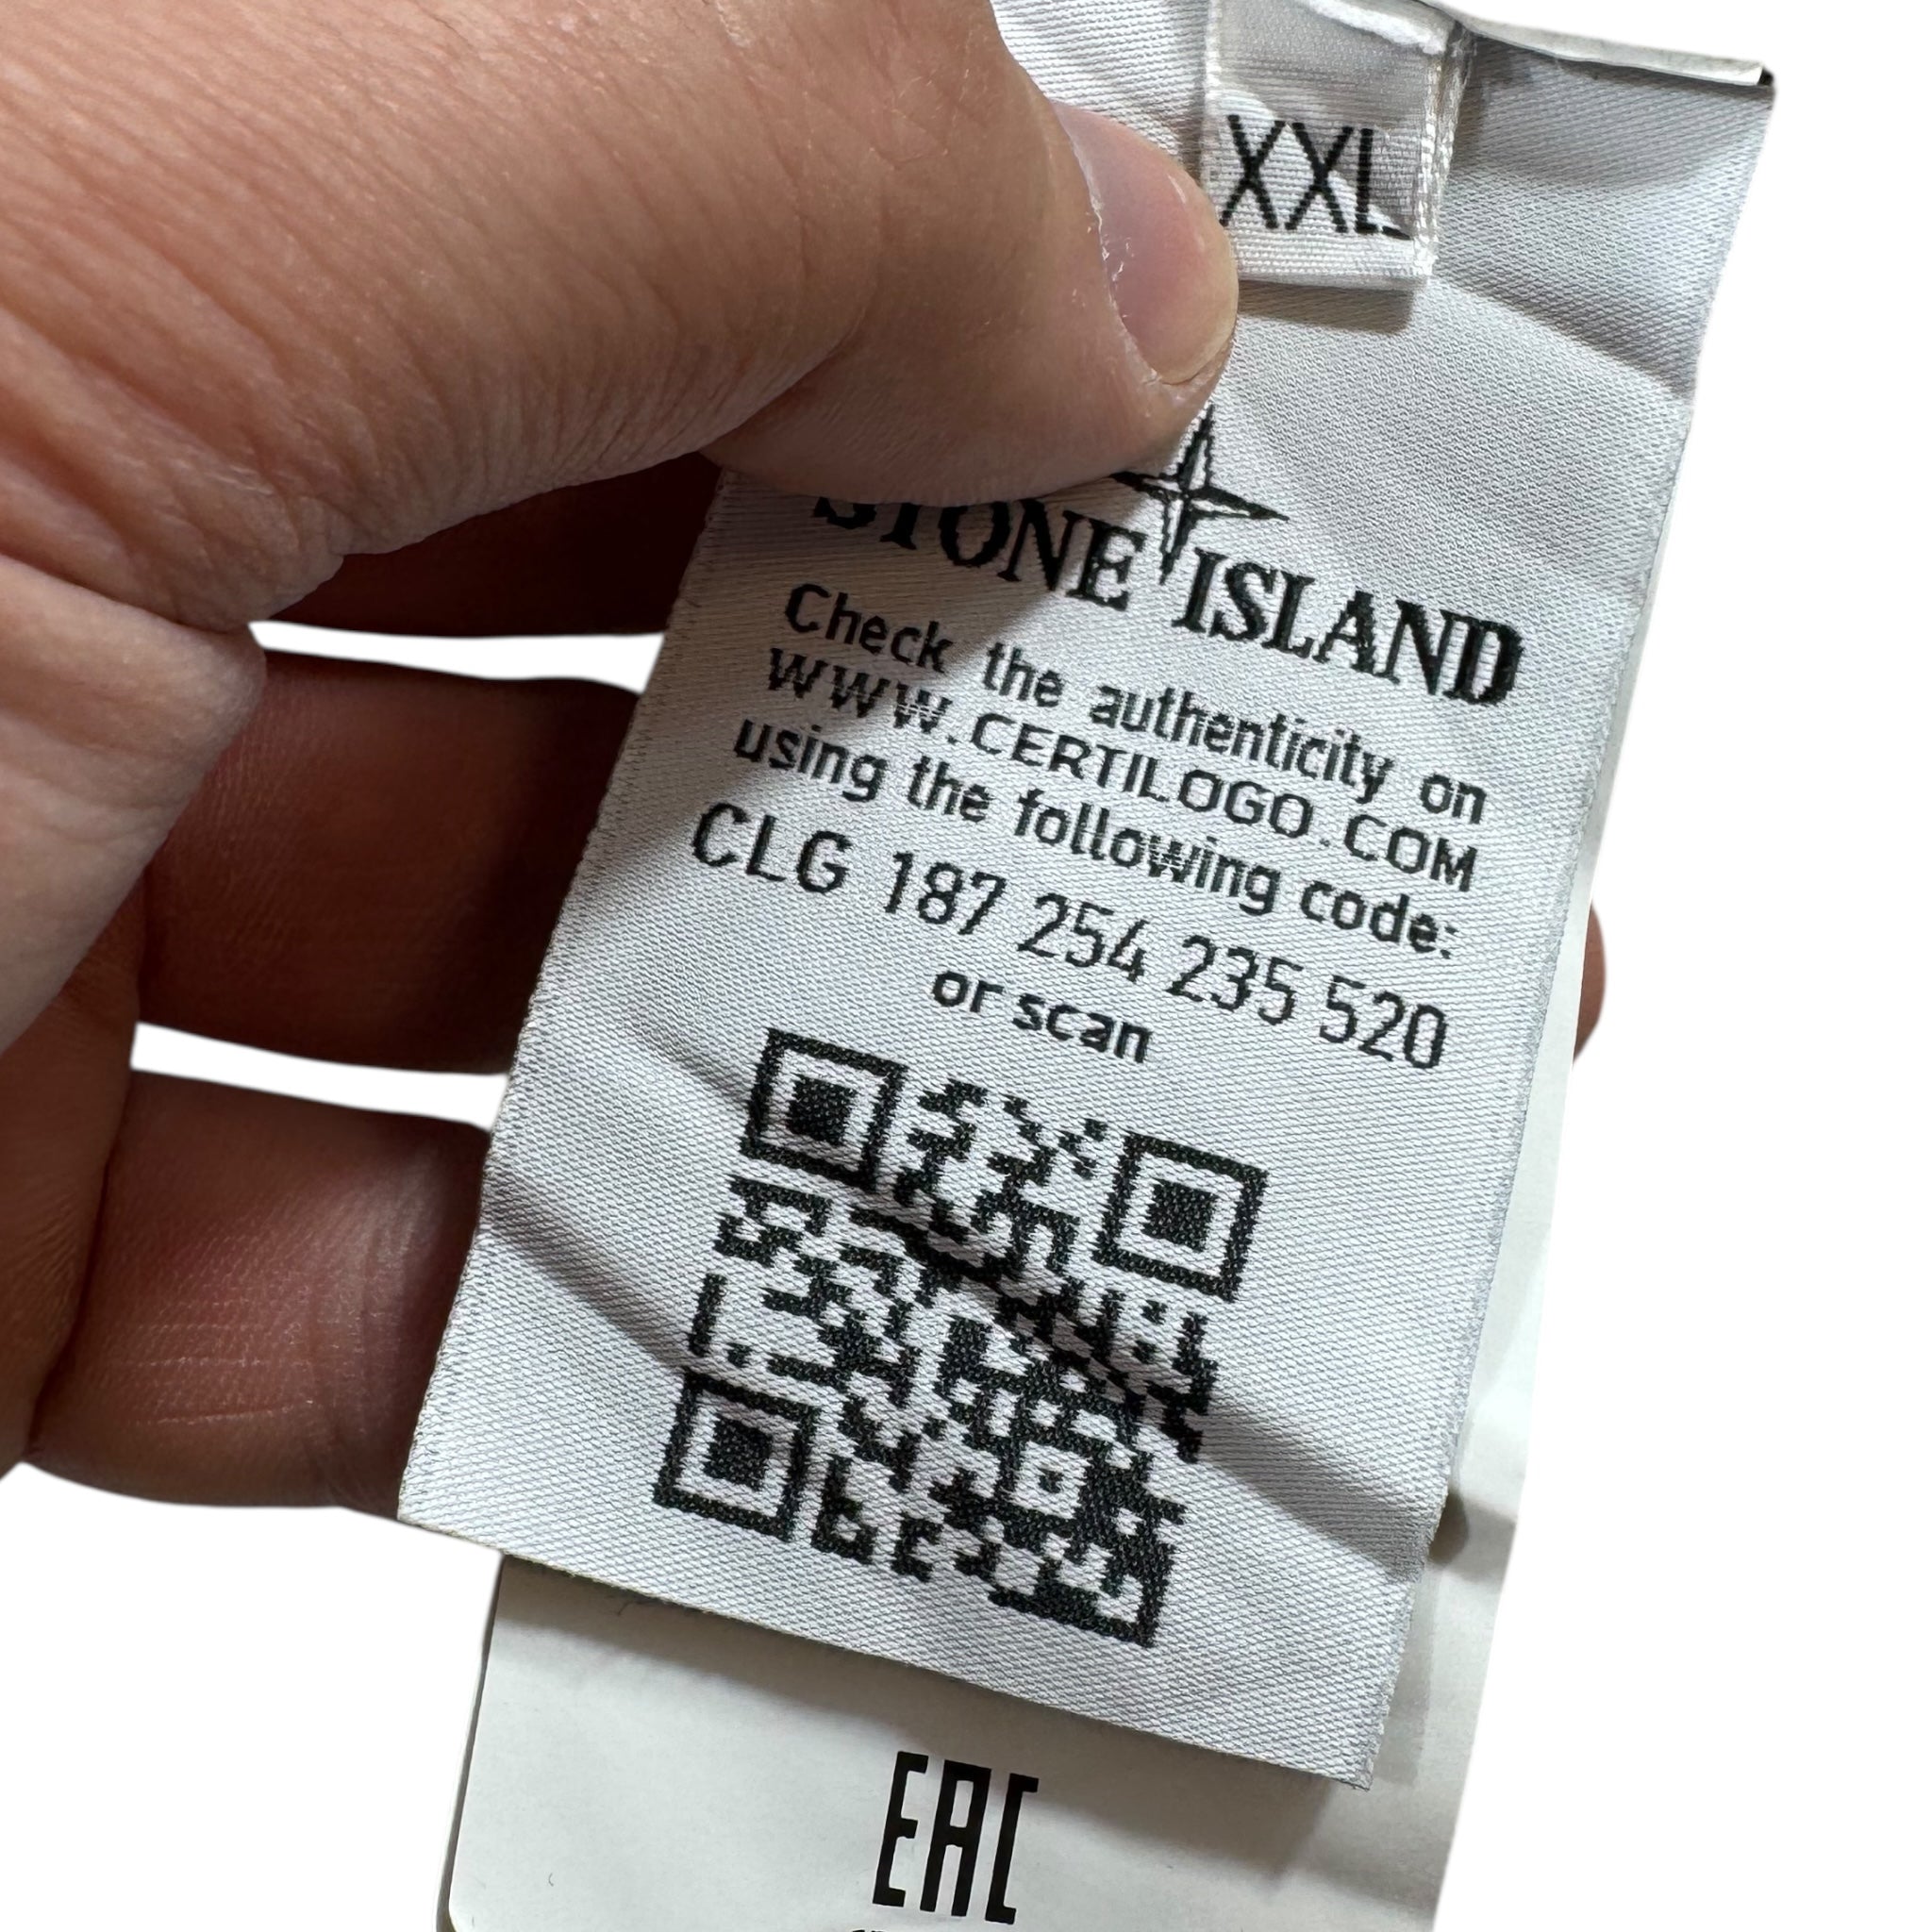 XXL
STONE ISLAND
Check the authenticity on
WWW.CERTILOGO.COM
using the following code:
CLG 187 254 235 520
or scan
EAC